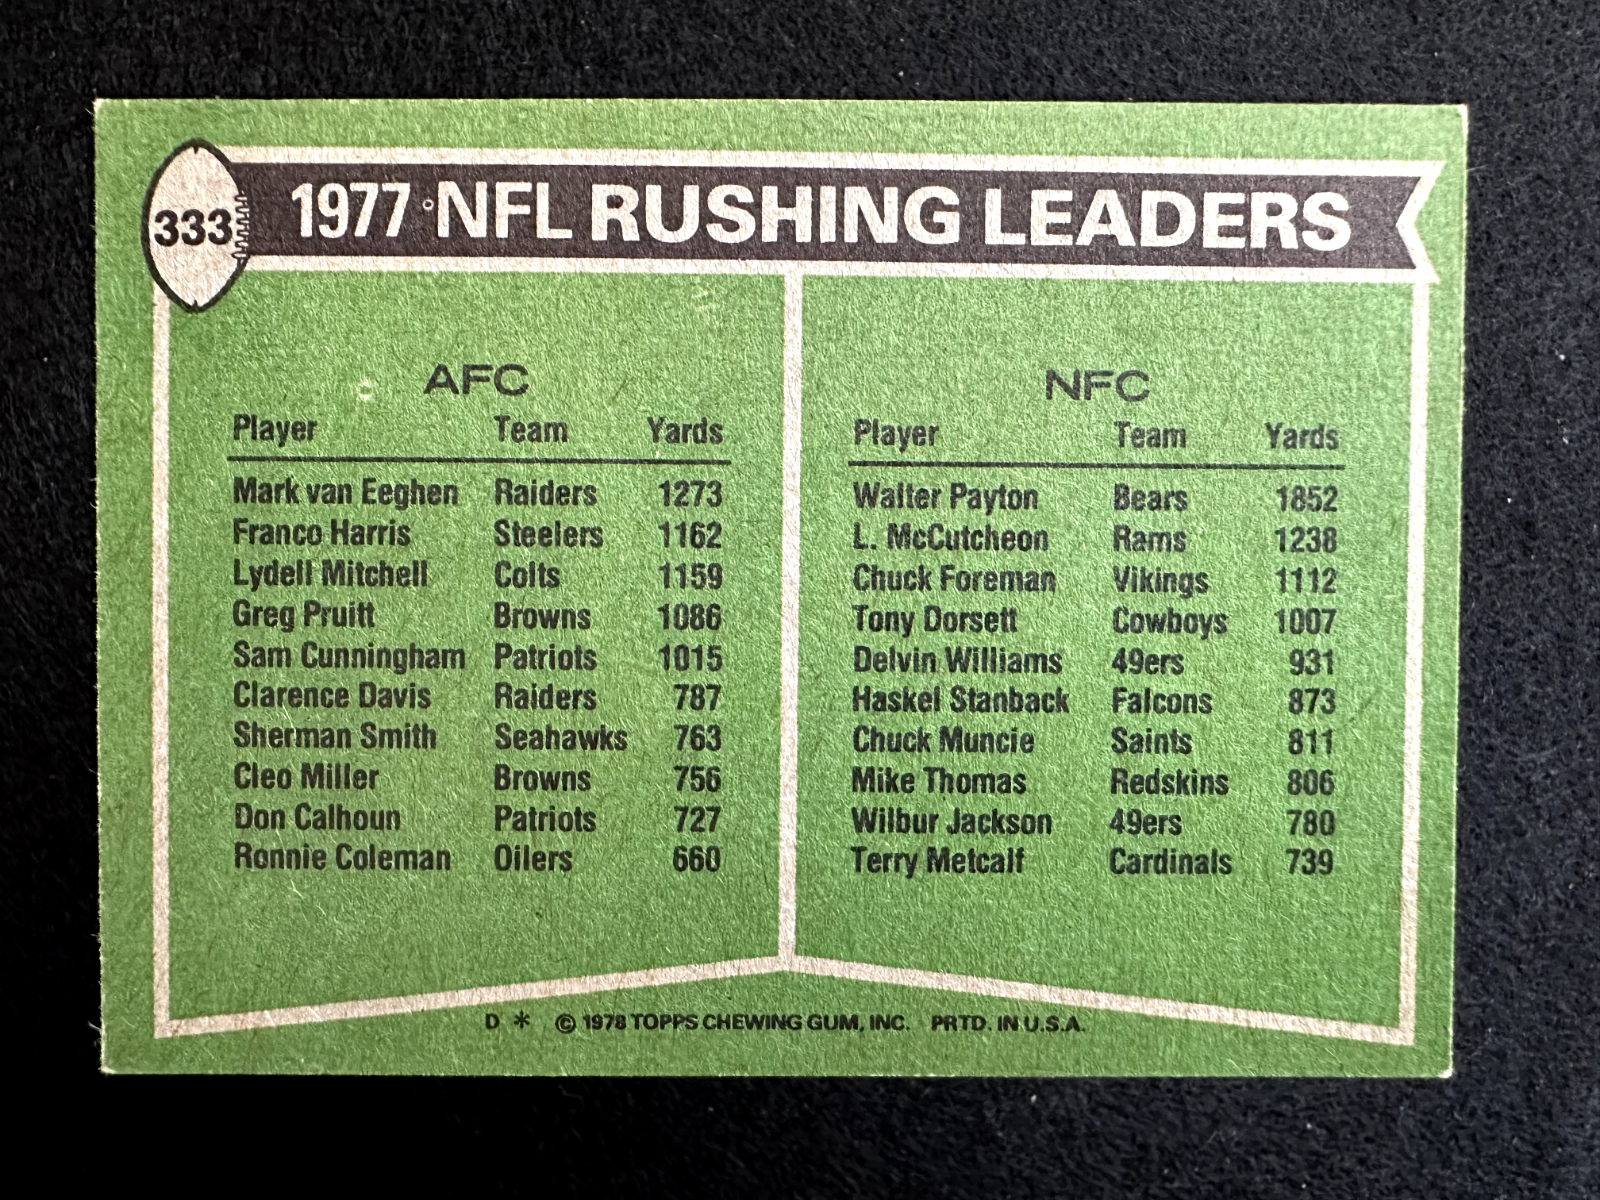 333
1977 NFL RUSHING LEADERS
AFC
Player Team Yards
Mark van Eeghen Raiders 1273
Franco Harris Steelers 1162
Lydell Mitchell Colts 1159
Greg Pruitt Browns 1086
Sam Cunningham Patriots 1015
Clarence Davis Raiders 787
Sherman Smith Seahawks 763
Cleo Miller Browns 756
Don Calhoun Patriots 727
Ronnie Coleman Oilers 660
NFC
Player Team Yards
Walter Payton Bears 1852
L. McCutcheon Rams 1238
Chuck Foreman Vikings 1112
Tony Dorsett Cowboys 1007
Delvin Williams 49ers 931
Haskel Stanback Falcons 873
Chuck Muncie Saints 811
Mike Thomas Redskins 806
Wilbur Jackson 49ers 780
Terry Metcalf Cardinals 739
D * © 1978 TOPPS CHEWING GUM, INC. PRTD. IN U.S.A.